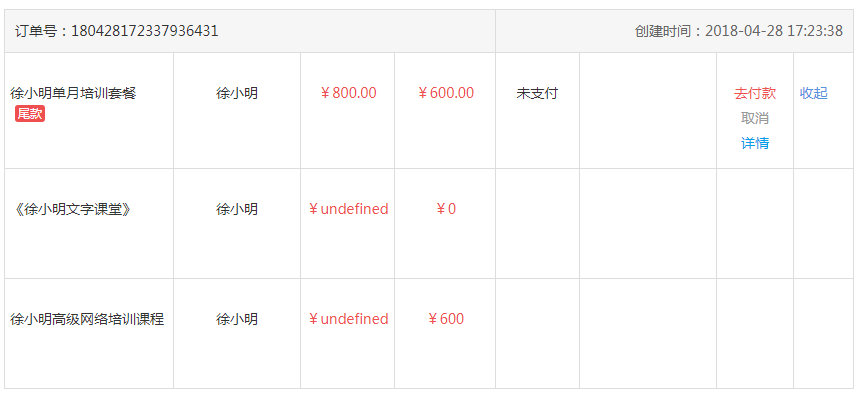 订单号：180428172337936431 创建时间：2018-04-28 17:23:38
徐小明单月培训套餐 徐小明 ￥800.00 ￥600.00 未支付 去付款 收起
尾款 取消
详情
《徐小明文字课堂》 徐小明 ￥undefined ￥0
徐小明高级网络培训课程 徐小明 ￥undefined ￥600